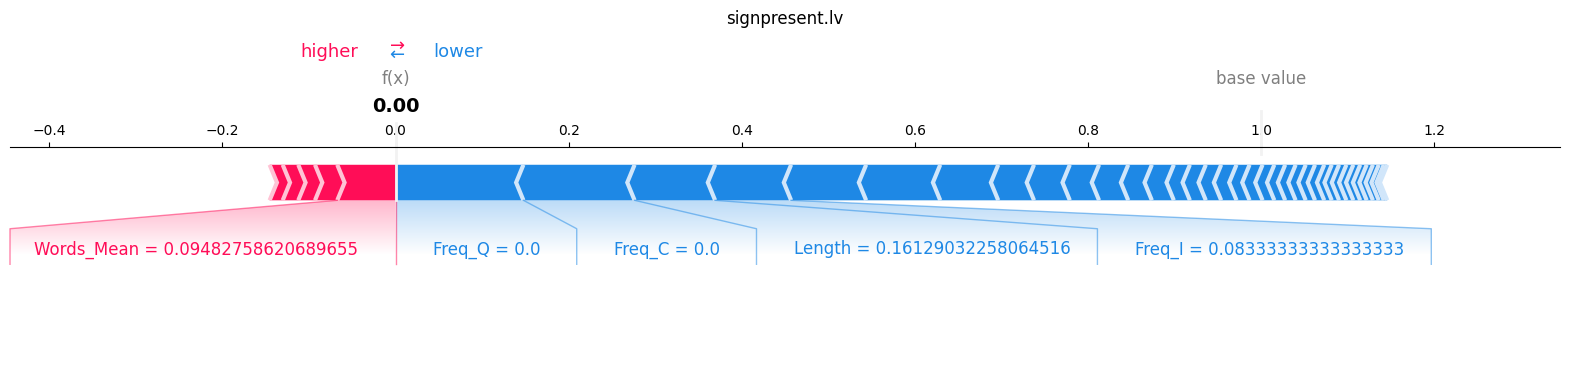 signpresent.lv
higher → lower
←
f(x) base value
0.00
−0.4 −0.2 0.0 0.2 0.4 0.6 0.8 1.0 1.2
Words_Mean = 0.09482758620689655 Freq_Q = 0.0 Freq_C = 0.0 Length = 0.16129032258064516 Freq_I = 0.08333333333333333